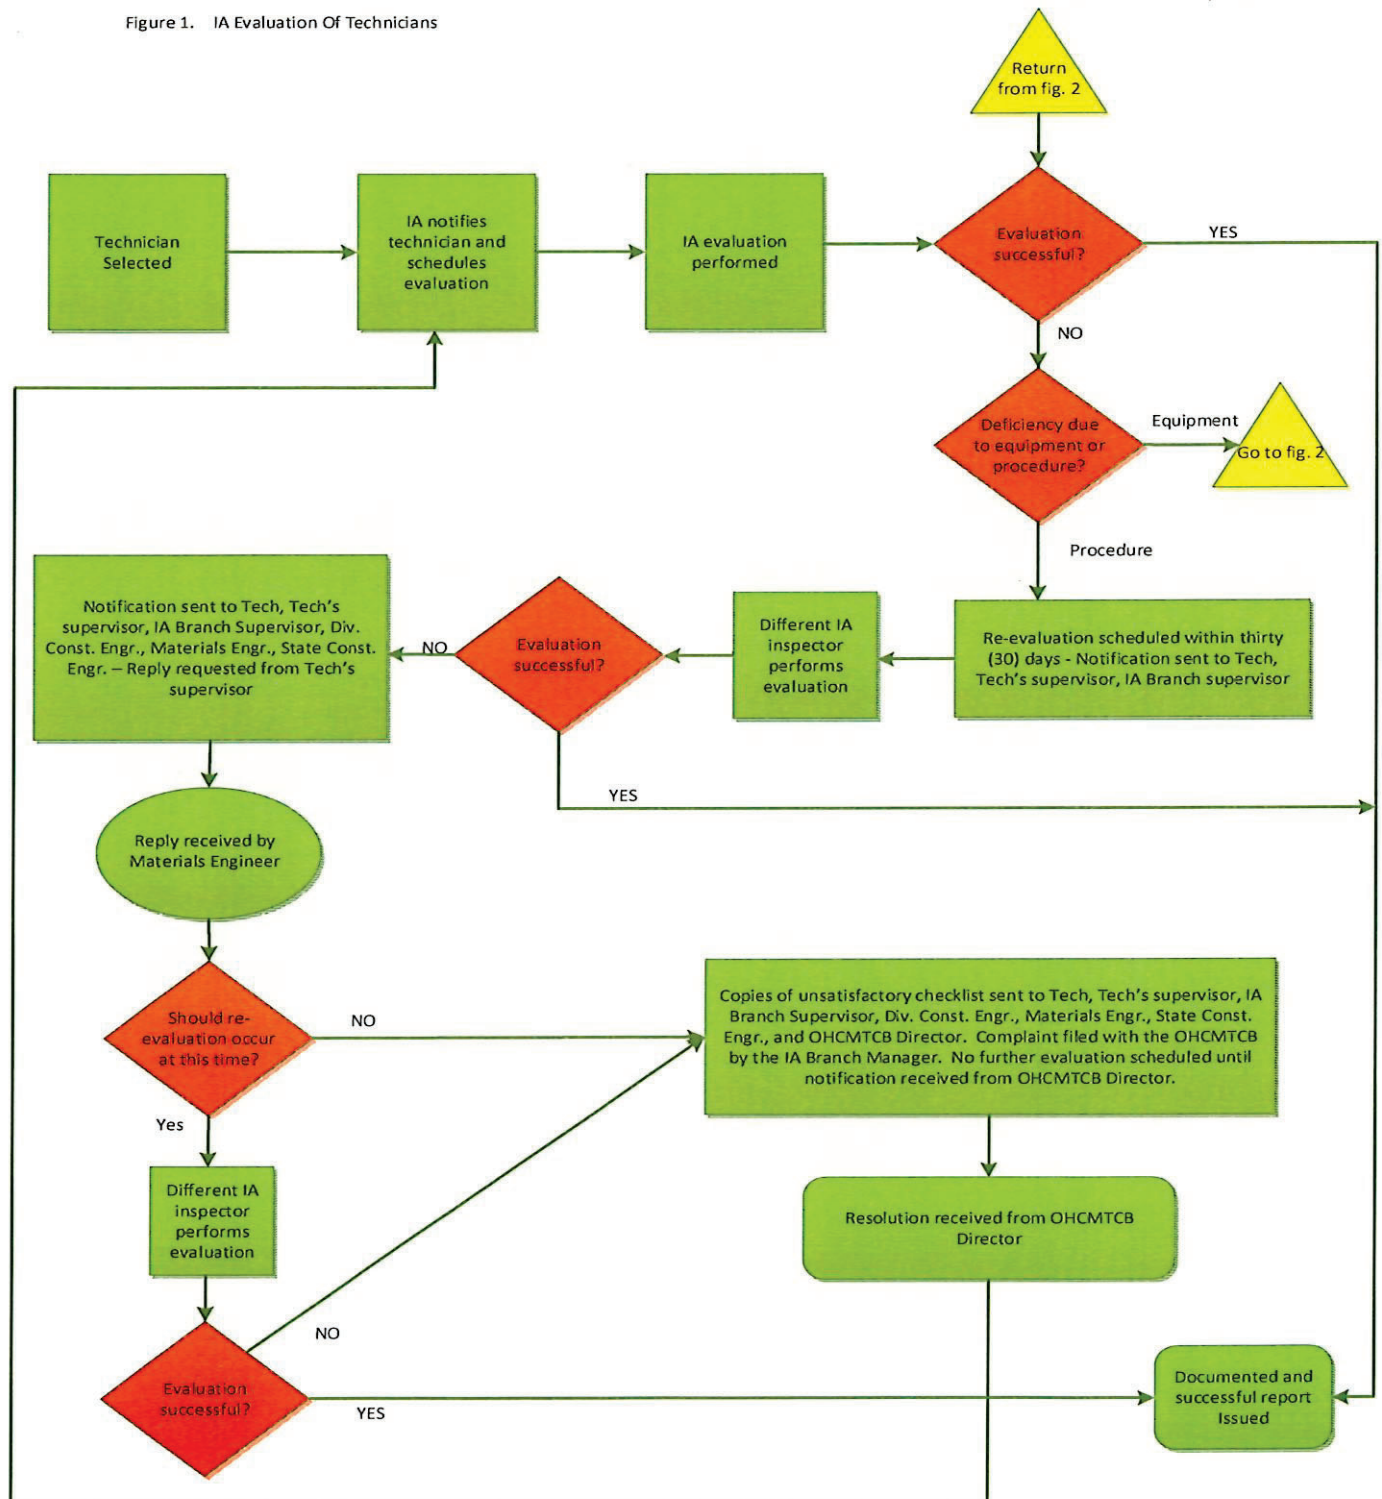 Figure 1. IA Evaluation Of Technicians
Return
from fig. 2
Technician
Selected
IA notifies
technician and
schedules
evaluation
IA evaluation
performed
Evaluation
successful?
YES
NO
Deficiency due
to equipment or
procedure?
Equipment
Go to fig. 2
Procedure
Re-evaluation scheduled within thirty
(30) days - Notification sent to Tech,
Tech's supervisor, IA Branch supervisor
Different IA
inspector
performs
evaluation
Evaluation
successful?
NO
YES
Notification sent to Tech, Tech's
supervisor, IA Branch Supervisor, Div.
Const. Engr., Materials Engr., State Const.
Engr. – Reply requested from Tech's
supervisor
Reply received by
Materials Engineer
Should re-
evaluation occur
at this time?
NO
Yes
Copies of unsatisfactory checklist sent to Tech, Tech's supervisor, IA
Branch Supervisor, Div. Const. Engr., Materials Engr., State Const.
Engr., and OHCMTCB Director. Complaint filed with the OHCMTCB
by the IA Branch Manager. No further evaluation scheduled until
notification received from OHCMTCB Director.
Different IA
inspector
performs
evaluation
Resolution received from OHCMTCB
Director
NO
Evaluation
successful?
YES
Documented and
successful report
Issued